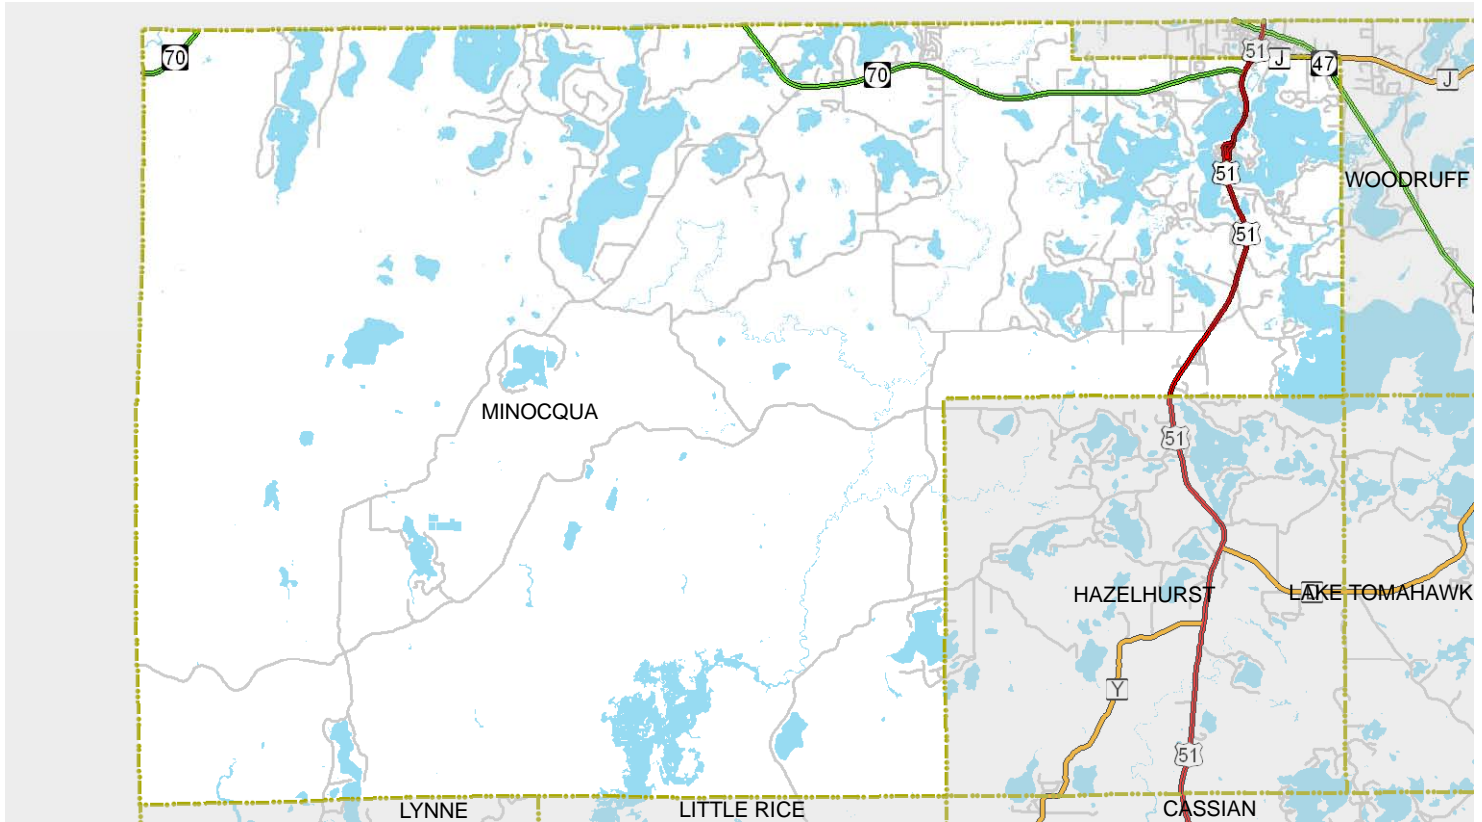 51
J
70
47
70
J
51
WOODRUFF
51
MINOCQUA
51
HAZELHURST
LAKE TOMAHAWK
Y
51
LYNNE
LITTLE RICE
CASSIAN